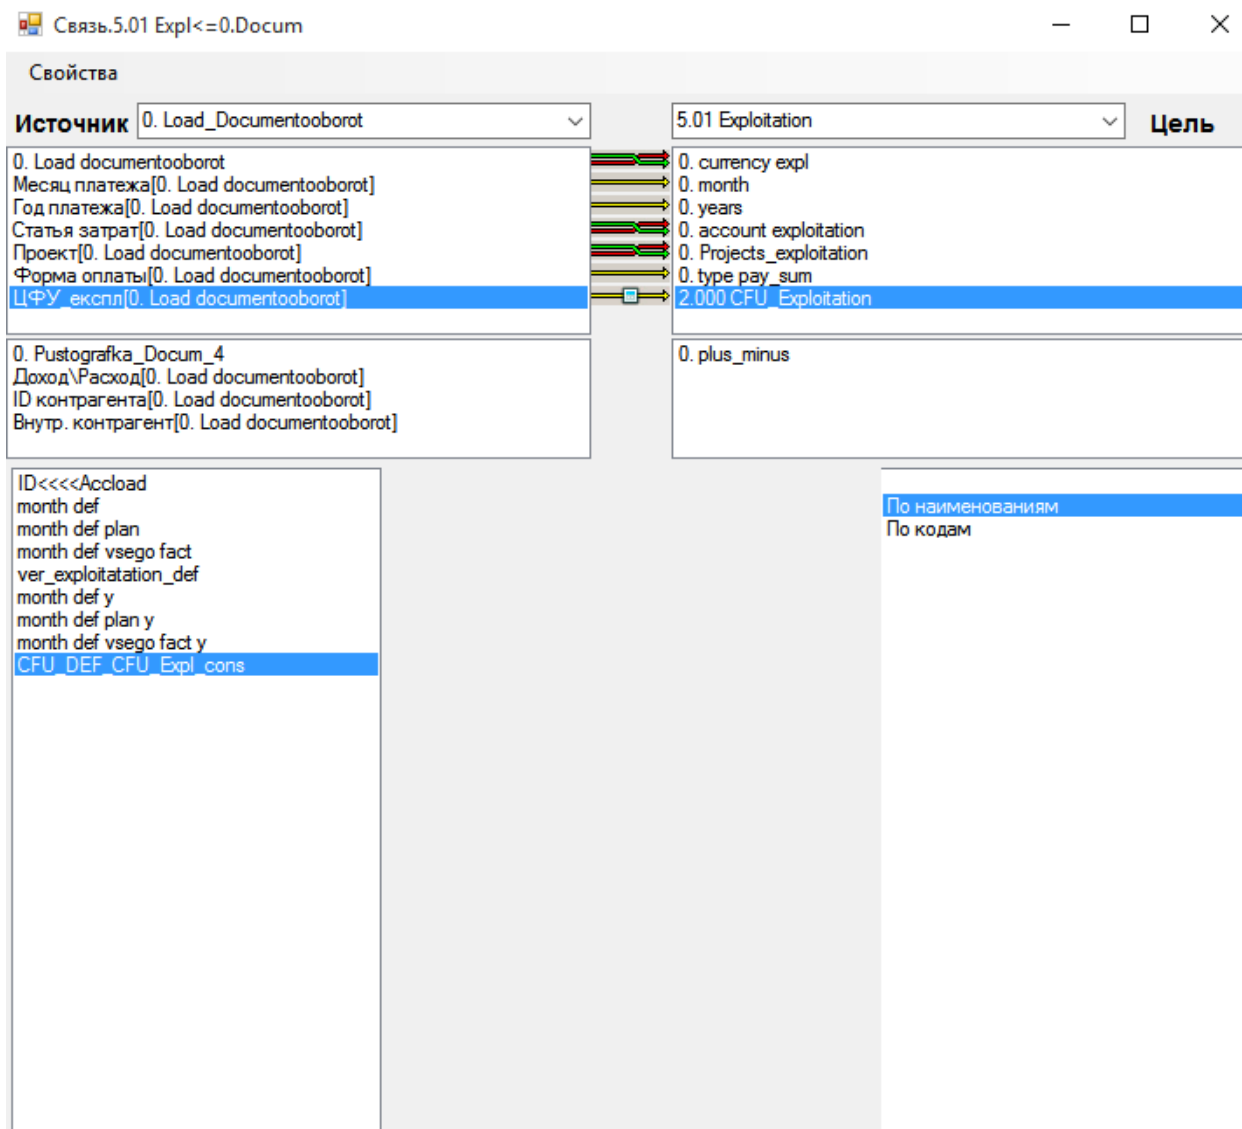 Связь.5.01 Expl<=0.Docum
Свойства
Источник 0. Load_Documentooborot 5.01 Exploitation Цель
0. Load documentooborot 0. currency expl
Месяц платежа[0. Load documentooborot] 0. month
Год платежа[0. Load documentooborot] 0. years
Статья затрат[0. Load documentooborot] 0. account exploitation
Проект[0. Load documentooborot] 0. Projects_exploitation
Форма оплаты[0. Load documentooborot] 0. type pay_sum
ЦФУ_експл[0. Load documentooborot] 2.000 CFU_Exploitation
0. Pustografka_Docum_4 0. plus_minus
Доход\Расход[0. Load documentooborot]
ID контрагента[0. Load documentooborot]
Внутр. контрагент[0. Load documentooborot]
ID<<<<Accload
month def По наименованиям
month def plan По кодам
month def vsego fact
ver_exploitatation_def
month def y
month def plan y
month def vsego fact y
CFU_DEF_CFU_Expl_cons